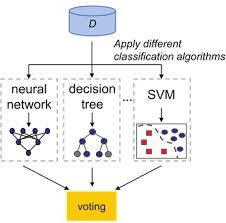 D
Apply different
classification algorithms
neural
network
decision
tree
...
SVM
voting